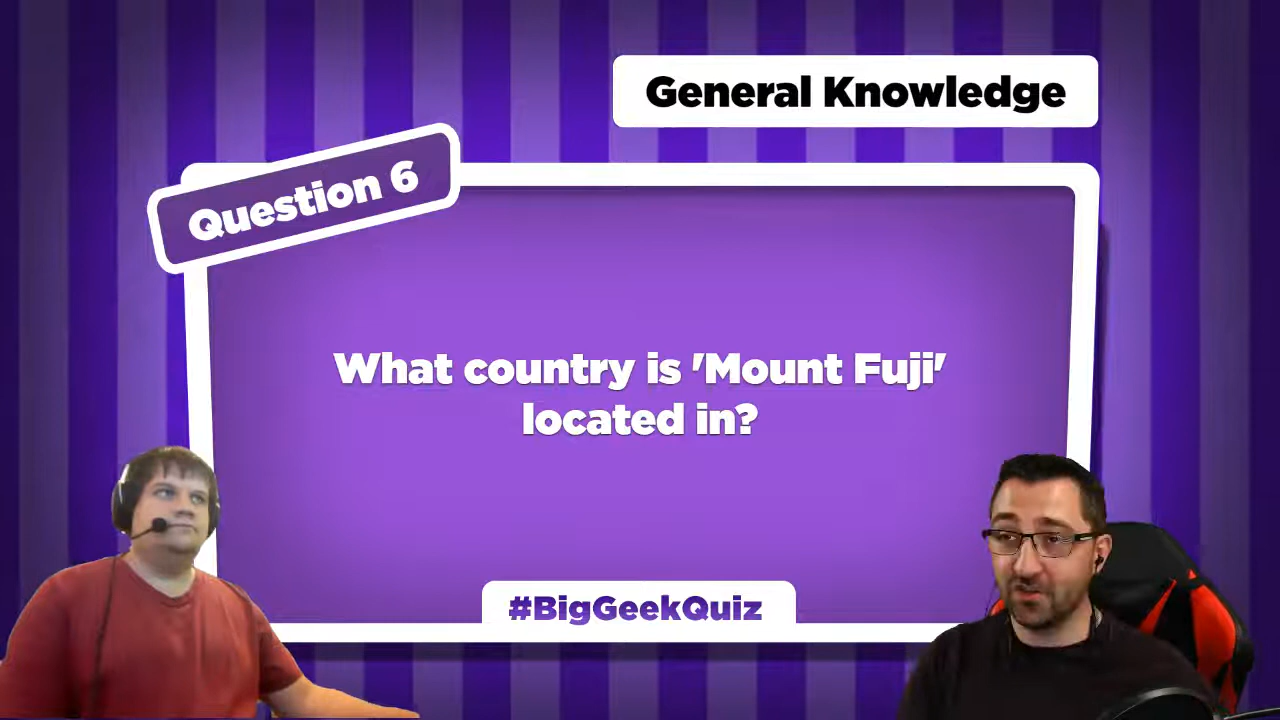 General Knowledge
Question 6
What country is 'Mount Fuji'
located in?
#BigGeekQuiz